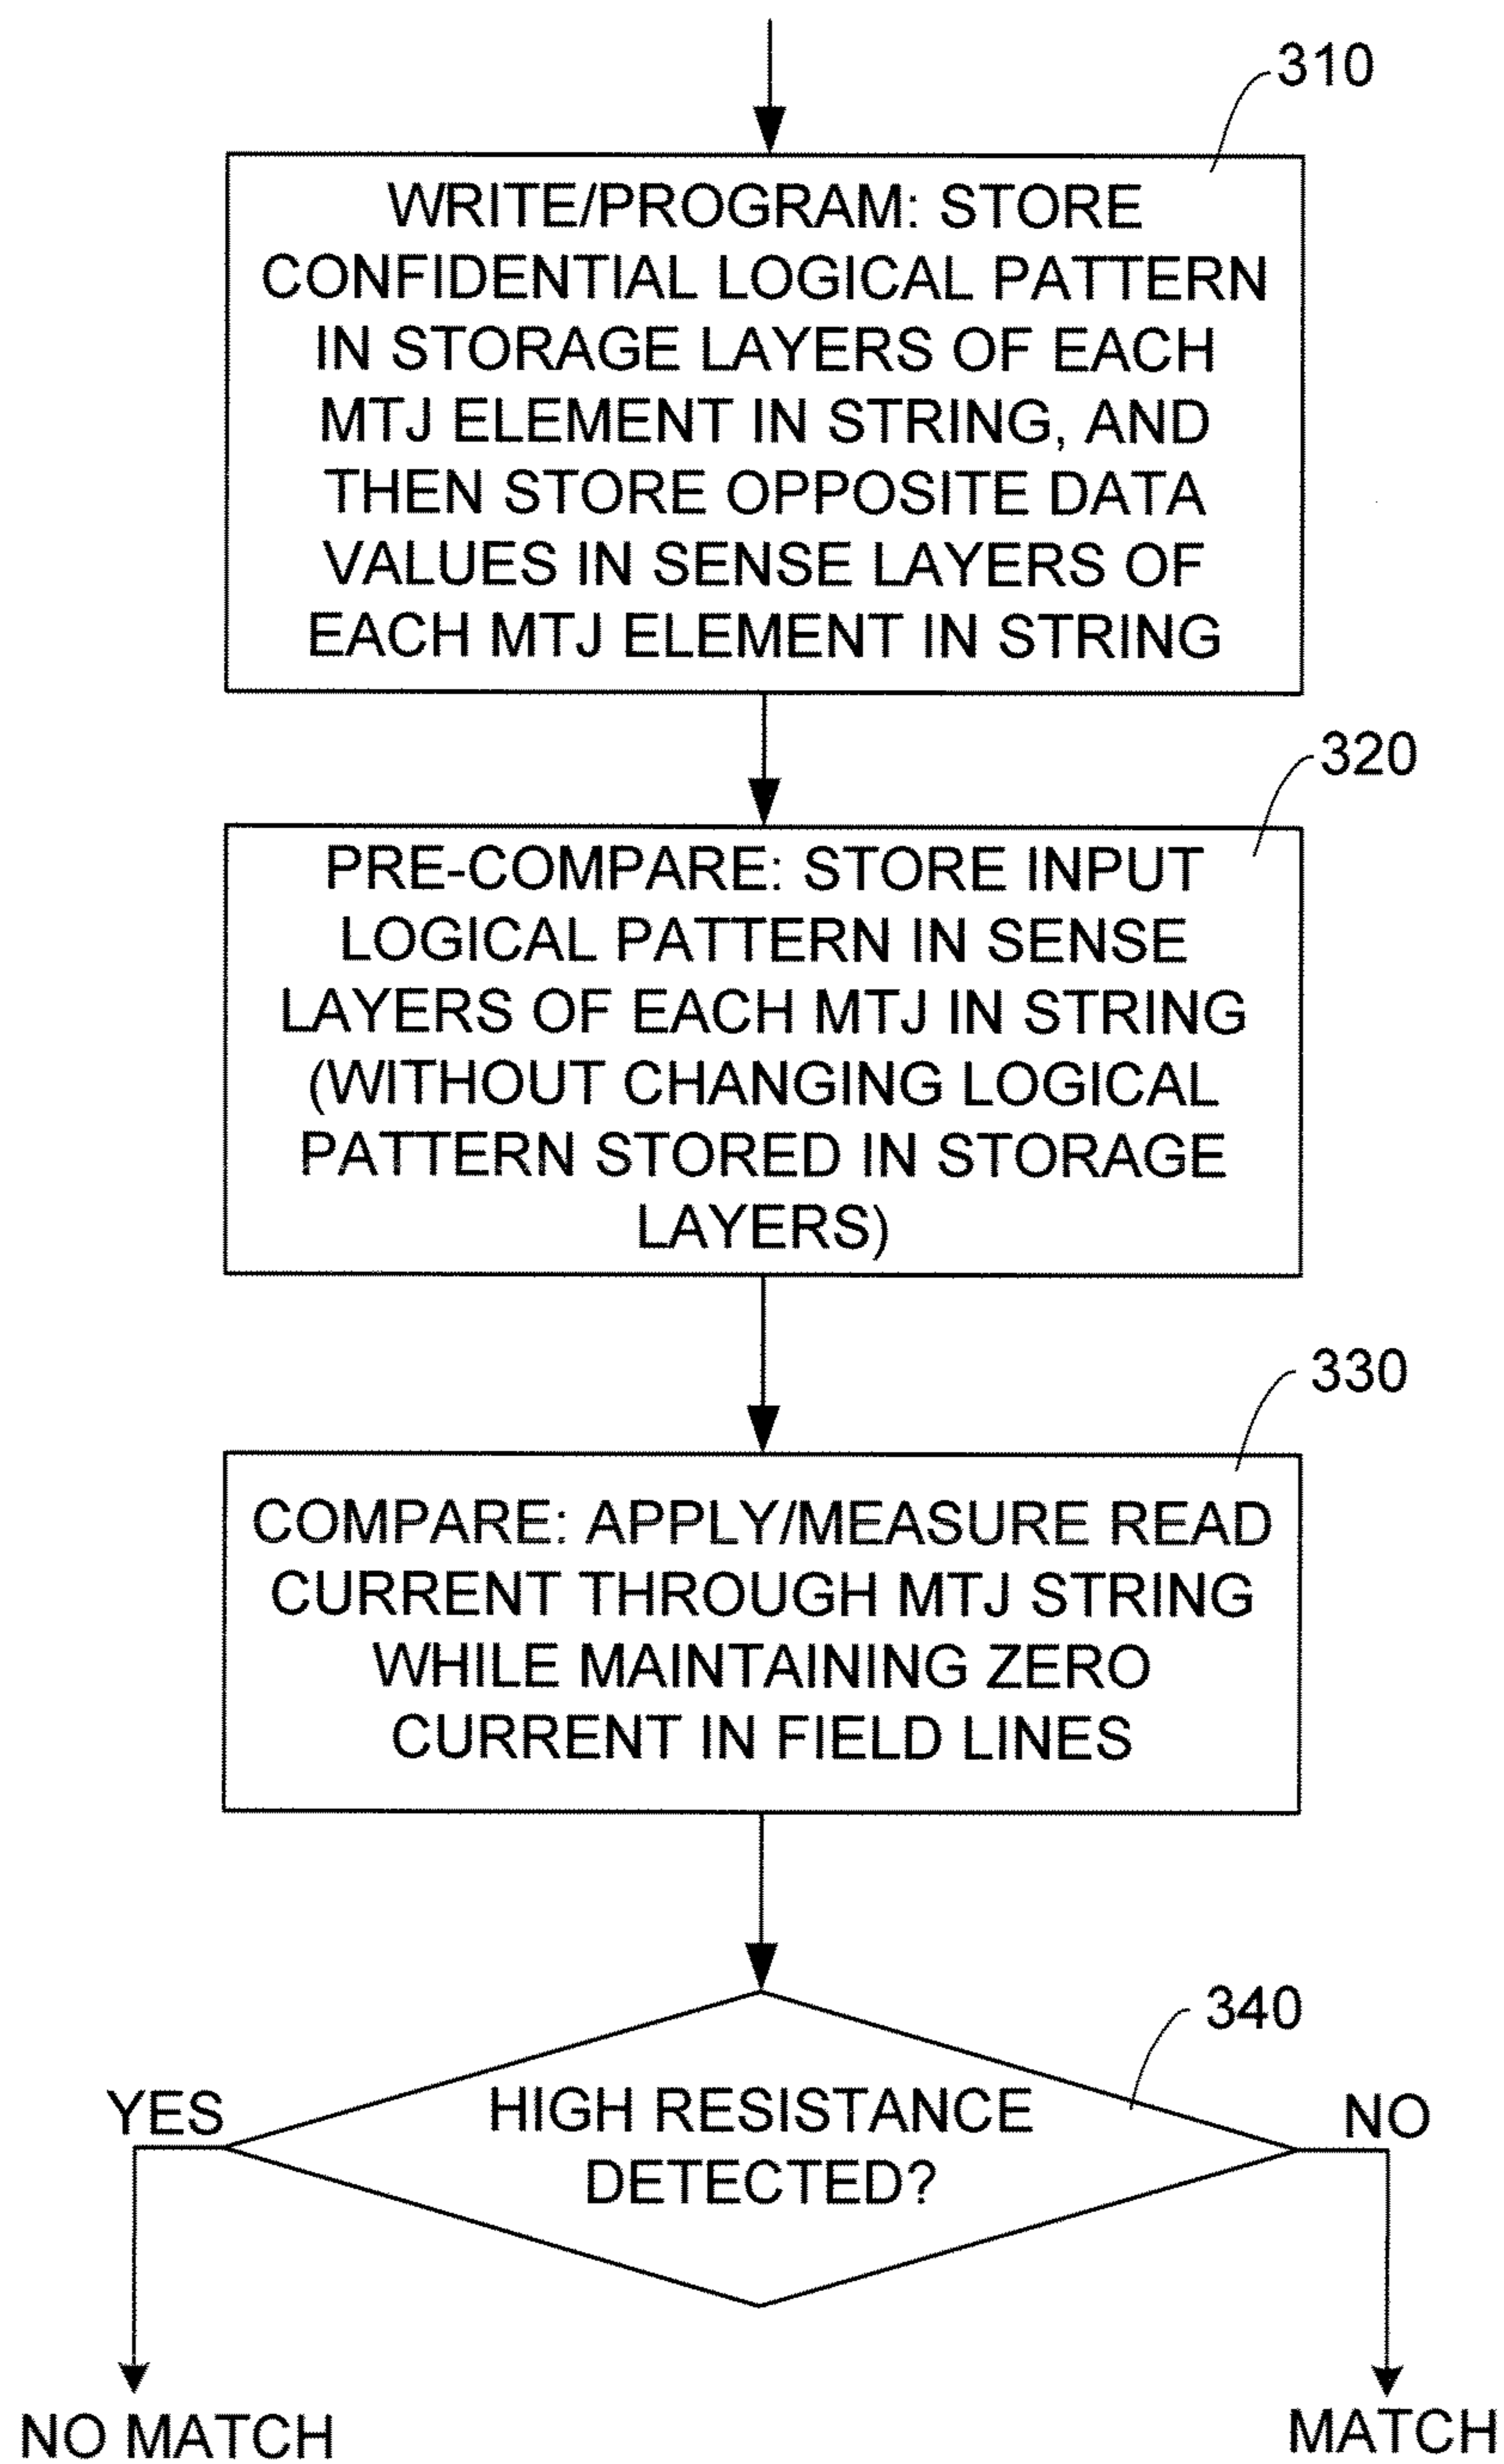 310
WRITE/PROGRAM: STORE
CONFIDENTIAL LOGICAL PATTERN
IN STORAGE LAYERS OF EACH
MTJ ELEMENT IN STRING, AND
THEN STORE OPPOSITE DATA
VALUES IN SENSE LAYERS OF
EACH MTJ ELEMENT IN STRING
320
PRE-COMPARE: STORE INPUT
LOGICAL PATTERN IN SENSE
LAYERS OF EACH MTJ IN STRING
(WITHOUT CHANGING LOGICAL
PATTERN STORED IN STORAGE
LAYERS)
330
COMPARE: APPLY/MEASURE READ
CURRENT THROUGH MTJ STRING
WHILE MAINTAINING ZERO
CURRENT IN FIELD LINES
340
YES
HIGH RESISTANCE
DETECTED?
NO
NO MATCH
MATCH